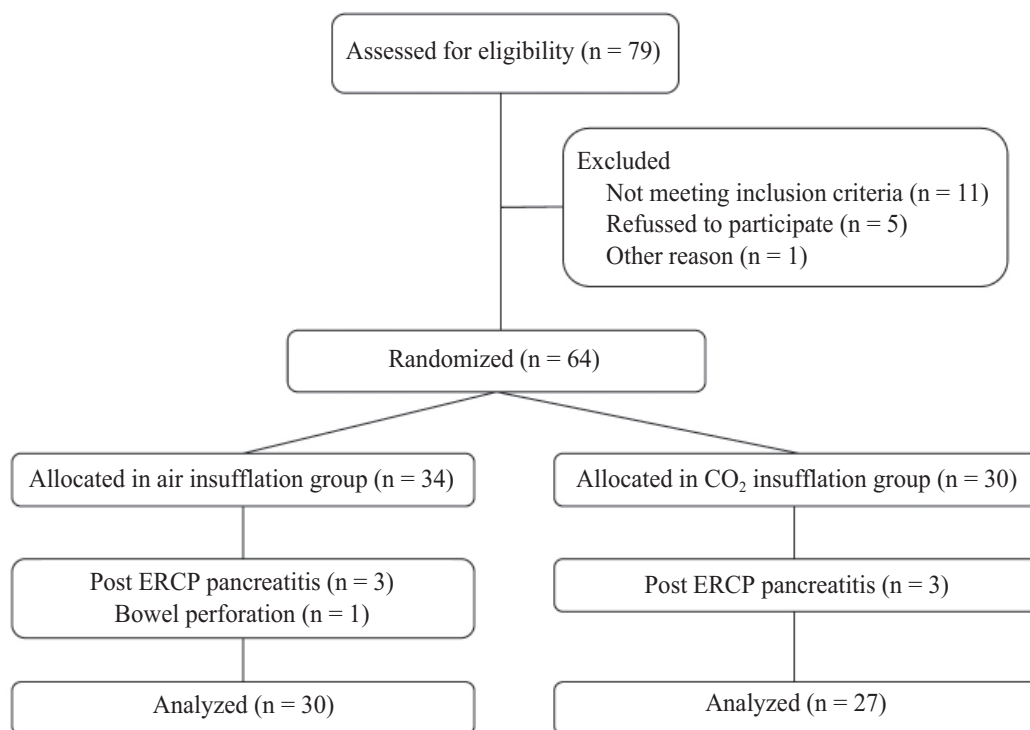 Assessed for eligibility (n = 79)
Excluded
Not meeting inclusion criteria (n = 11)
Refussed to participate (n = 5)
Other reason (n = 1)
Randomized (n = 64)
Allocated in air insufflation group (n = 34)
Allocated in CO₂ insufflation group (n = 30)
Post ERCP pancreatitis (n = 3)
Bowel perforation (n = 1)
Post ERCP pancreatitis (n = 3)
Analyzed (n = 30)
Analyzed (n = 27)